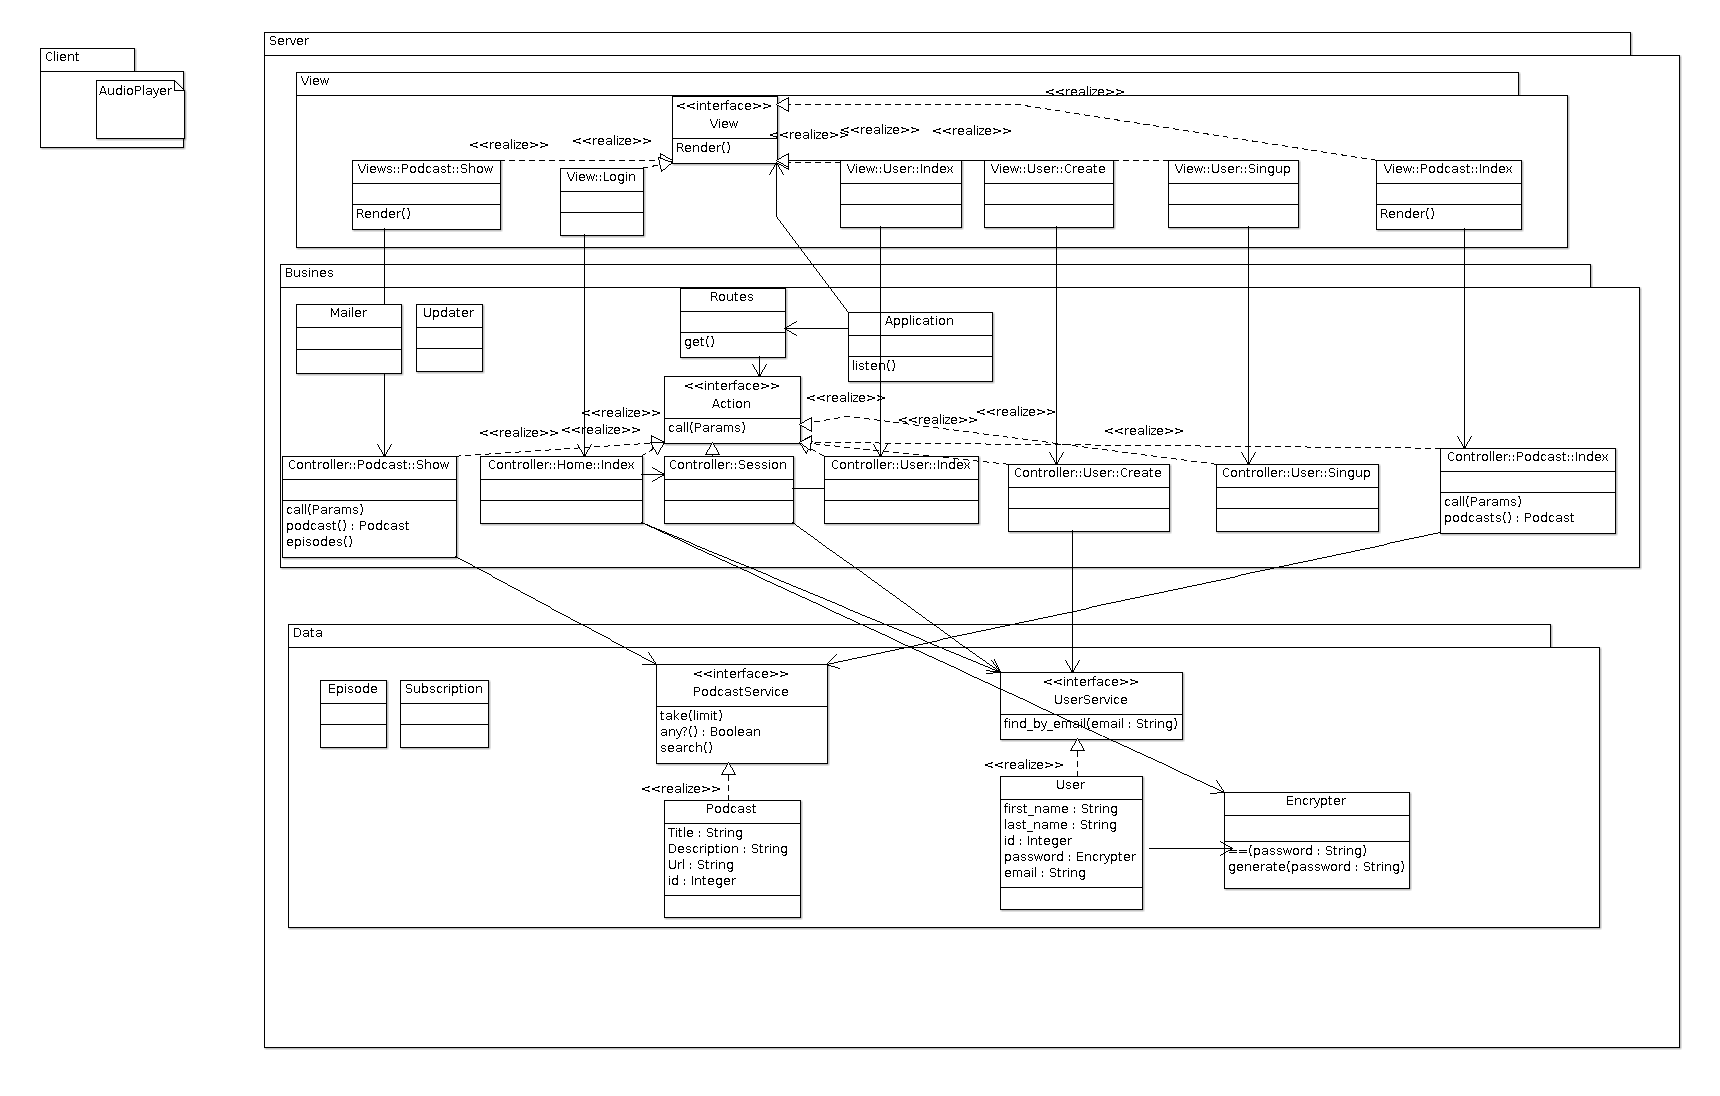 Server
Client
View
AudioPlayer
<<realize>>
<<interface>>
View
Render()
<<realize>>
<<realize>>
<<realize>>
<<realize>>
<<realize>>
Views::Podcast::Show
Render()
View::Login
View::User::Index
View::User::Create
View::User::Singup
View::Podcast::Index
Render()
Busines
Mailer
Updater
Routes
get()
Application
listen()
<<interface>>
Action
call(Params)
<<realize>>
<<realize>>
<<realize>>
<<realize>>
<<realize>>
<<realize>>
<<realize>>
Controller::Podcast::Show
call(Params)
podcast() : Podcast
episodes()
Controller::Home::Index
Controller::Session
Controller::User::Index
Controller::User::Create
Controller::User::Singup
Controller::Podcast::Index
call(Params)
podcasts() : Podcast
Data
Episode
Subscription
<<interface>>
PodcastService
take(limit)
any?() : Boolean
search()
<<interface>>
UserService
find_by_email(email : String)
<<realize>>
<<realize>>
Podcast
Title : String
Description : String
Url : String
id : Integer
User
first_name : String
last_name : String
id : Integer
password : Encrypter
email : String
Encrypter
==(password : String)
generate(password : String)